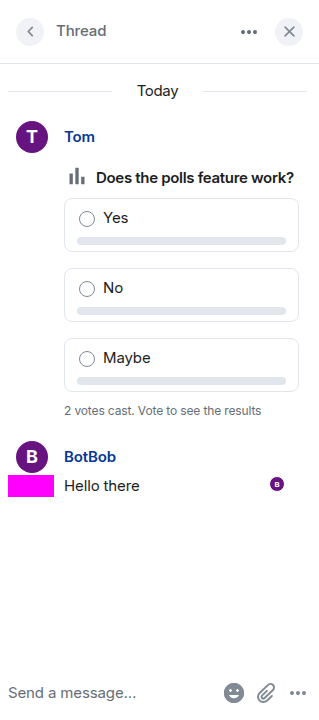 Thread
Today
T
Tom
Does the polls feature work?
Yes
No
Maybe
2 votes cast. Vote to see the results
B
BotBob
Hello there
B
Send a message...